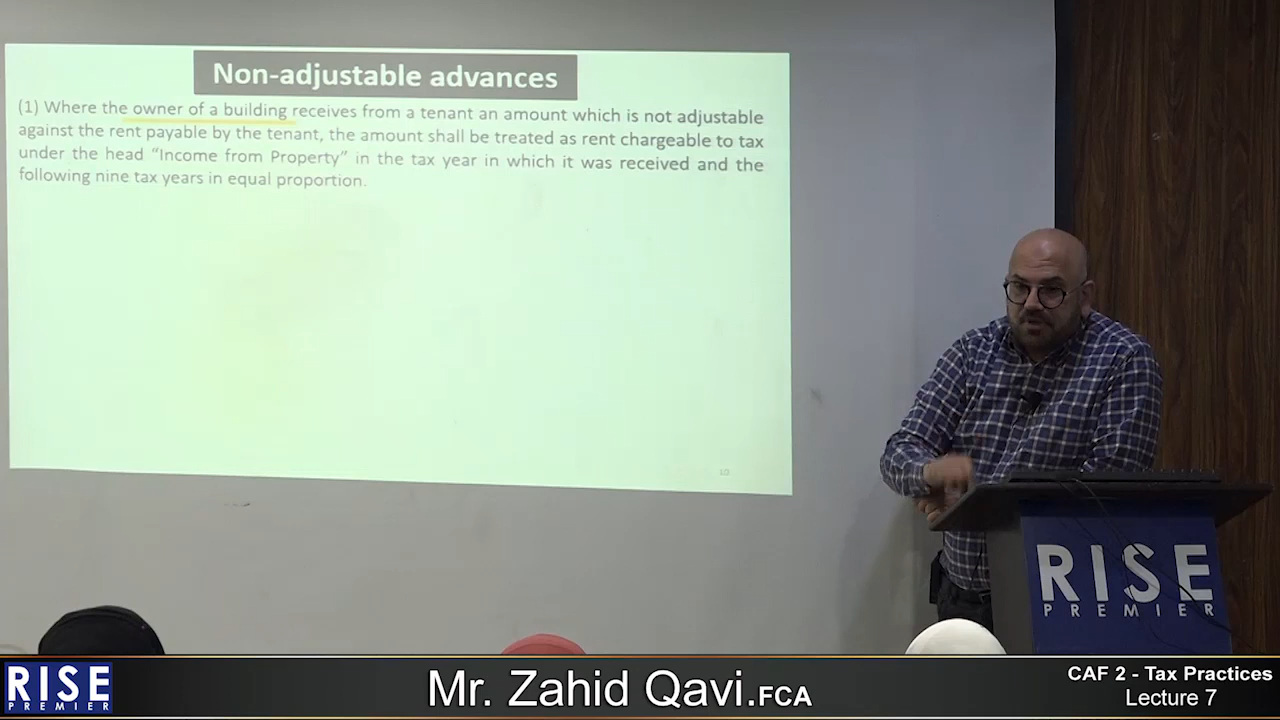 Non-adjustable advances
(1) Where the owner of a building receives from a tenant an amount which is not adjustable
against the rent payable by the tenant, the amount shall be treated as rent chargeable to tax
under the head “Income from Property” in the tax year in which it was received and the
following nine tax years in equal proportion.
10
RISE
PREMIER
RISE
PREMIER
Mr. Zahid Qavi.FCA
CAF 2 - Tax Practices
Lecture 7